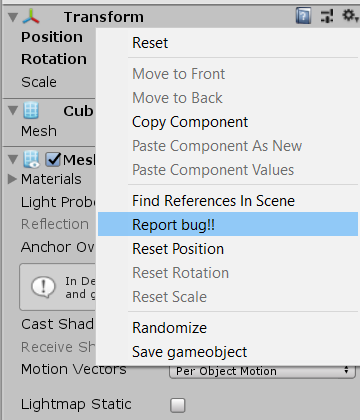 Transform
Position
Rotation
Scale
Cub
Mesh
Mesh
Materials
Light Probe
Reflection
Anchor Ov
In De
and g
Cast Shad
Receive Sh
Motion Vectors
Per Object Motion
Lightmap Static
Reset
Move to Front
Move to Back
Copy Component
Paste Component As New
Paste Component Values
Find References In Scene
Report bug!!
Reset Position
Reset Rotation
Reset Scale
Randomize
Save gameobject